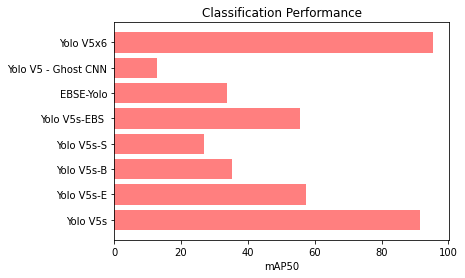 Classification Performance
Yolo V5x6
Yolo V5 - Ghost CNN
EBSE-Yolo
Yolo V5s-EBS
Yolo V5s-S
Yolo V5s-B
Yolo V5s-E
Yolo V5s
0 20 40 60 80 100
mAP50